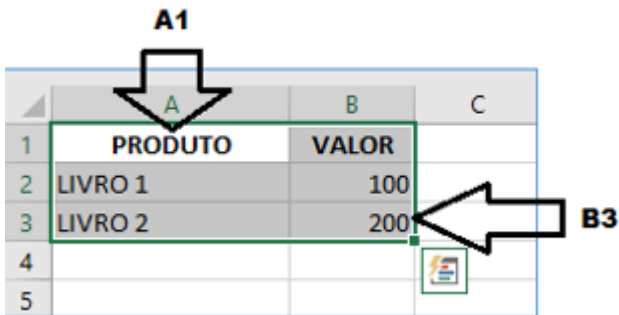 A1
A B C
1 PRODUTO VALOR
2 LIVRO 1 100
3 LIVRO 2 200 B3
4
5